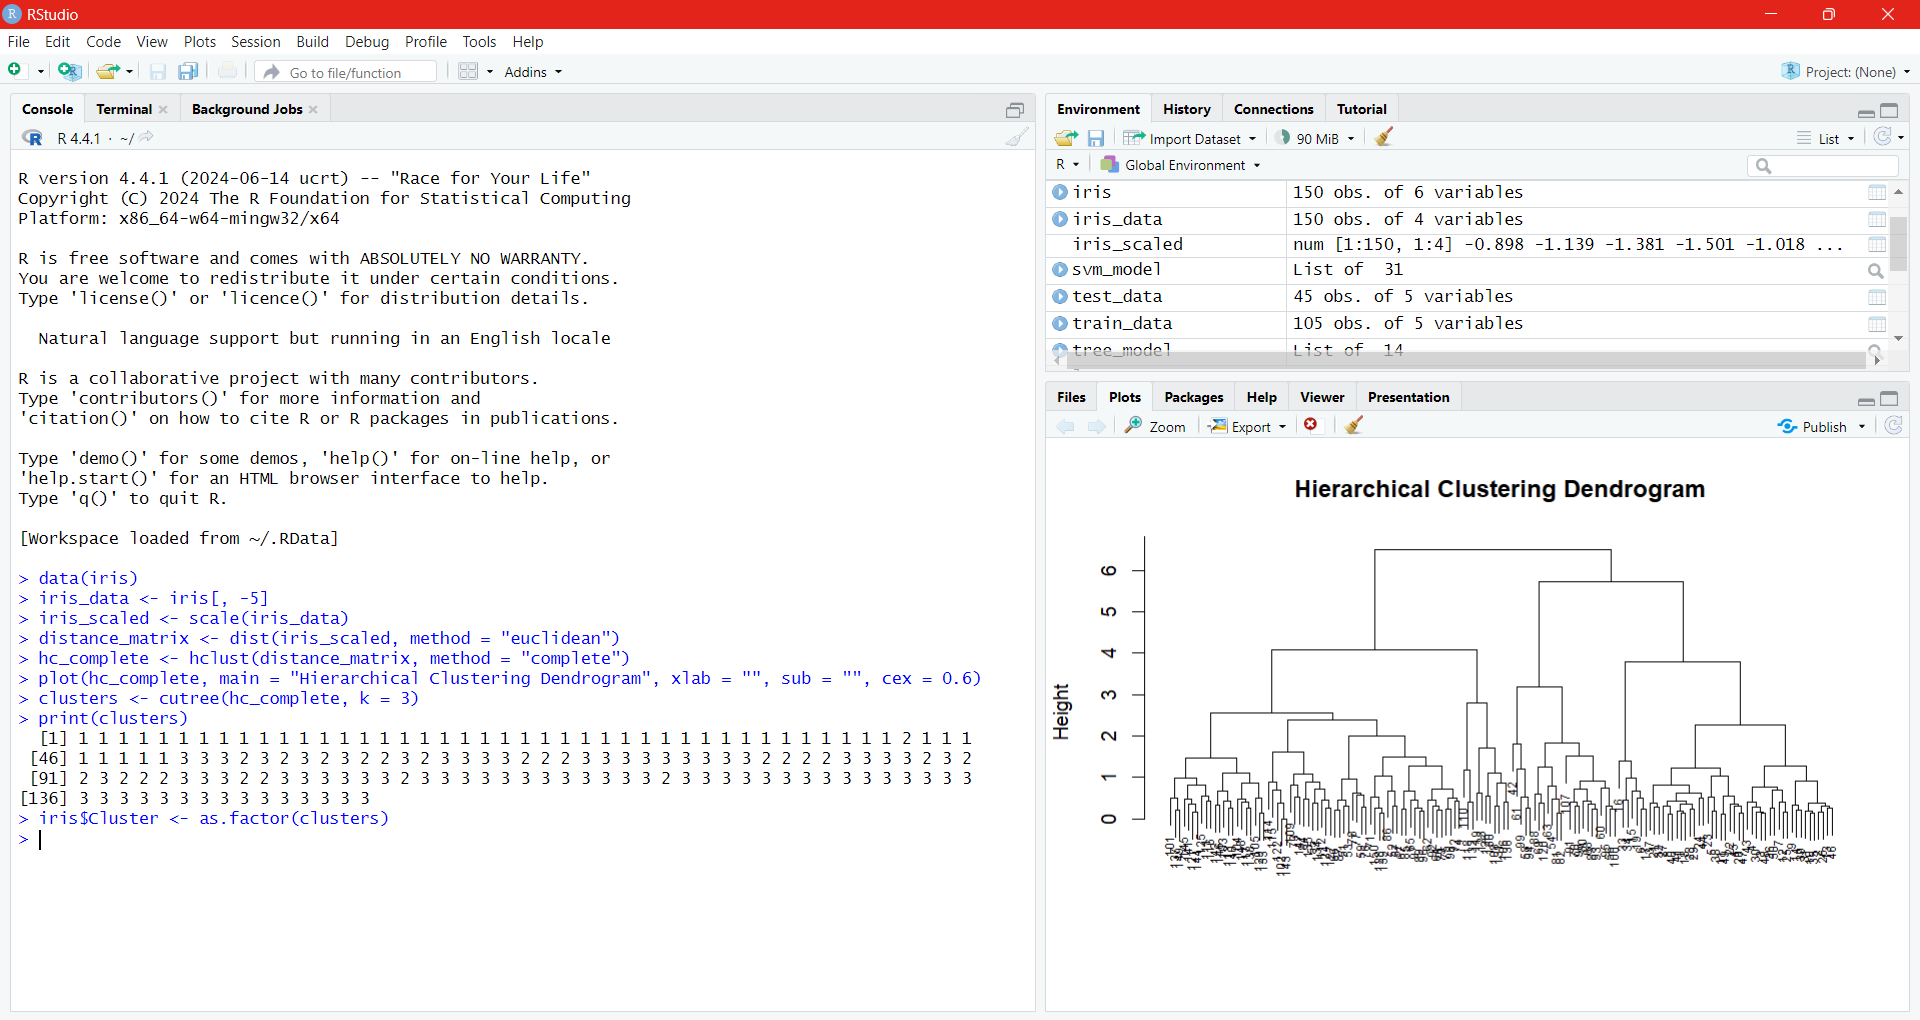 RStudio
File Edit Code View Plots Session Build Debug Profile Tools Help
Go to file/function Addins Project: (None)
Console Terminal Background Jobs
R 4.4.1 · ~/
R version 4.4.1 (2024-06-14 ucrt) -- "Race for Your Life"
Copyright (C) 2024 The R Foundation for Statistical Computing
Platform: x86_64-w64-mingw32/x64
R is free software and comes with ABSOLUTELY NO WARRANTY.
You are welcome to redistribute it under certain conditions.
Type 'license()' or 'licence()' for distribution details.
Natural language support but running in an English locale
R is a collaborative project with many contributors.
Type 'contributors()' for more information and
'citation()' on how to cite R or R packages in publications.
Type 'demo()' for some demos, 'help()' for on-line help, or
'help.start()' for an HTML browser interface to help.
Type 'q()' to quit R.
[Workspace loaded from ~/.RData]
> data(iris)
> iris_data <- iris[, -5]
> iris_scaled <- scale(iris_data)
> distance_matrix <- dist(iris_scaled, method = "euclidean")
> hc_complete <- hclust(distance_matrix, method = "complete")
> plot(hc_complete, main = "Hierarchical Clustering Dendrogram", xlab = "", sub = "", cex = 0.6)
> clusters <- cutree(hc_complete, k = 3)
> print(clusters)
[1] 1 1 1 1 1 1 1 1 1 1 1 1 1 1 1 1 1 1 1 1 1 1 1 1 1 1 1 1 1 1 1 1 1 1 1 1 1 1 1 1 1 2 1 1 1
[46] 1 1 1 1 1 3 3 3 2 3 2 3 2 3 2 2 3 2 3 3 3 3 2 2 2 3 3 3 3 3 3 3 3 3 2 2 2 2 3 3 3 3 2 3 2
[91] 2 3 2 2 2 3 3 3 2 2 3 3 3 3 3 3 2 3 3 3 3 3 3 3 3 3 3 3 3 2 3 3 3 3 3 3 3 3 3 3 3 3 3 3 3
[136] 3 3 3 3 3 3 3 3 3 3 3 3 3 3 3
> iris$Cluster <- as.factor(clusters)
>
Environment History Connections Tutorial
Import Dataset 90 MiB List
R Global Environment
iris 150 obs. of 6 variables
iris_data 150 obs. of 4 variables
iris_scaled num [1:150, 1:4] -0.898 -1.139 -1.381 -1.501 -1.018 ...
svm_model List of 31
test_data 45 obs. of 5 variables
train_data 105 obs. of 5 variables
tree_model List of 14
Files Plots Packages Help Viewer Presentation
Zoom Export Publish
Hierarchical Clustering Dendrogram
Height
6
5
4
3
2
1
0
42
61
107
16
110